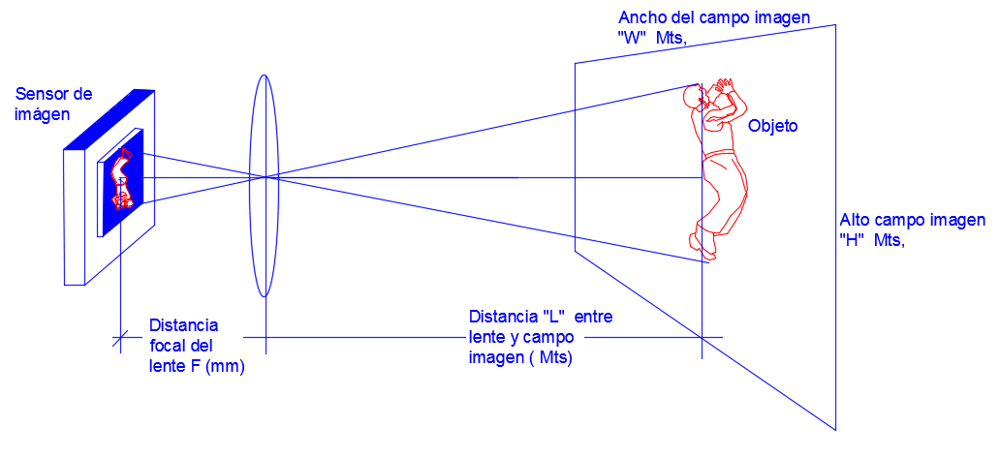 Ancho del campo imagen
"W"  Mts,
Sensor de
imágen
Objeto
Alto campo imagen
"H"  Mts,
Distancia
focal del
lente F (mm)
Distancia "L"  entre
lente y campo
imagen ( Mts)